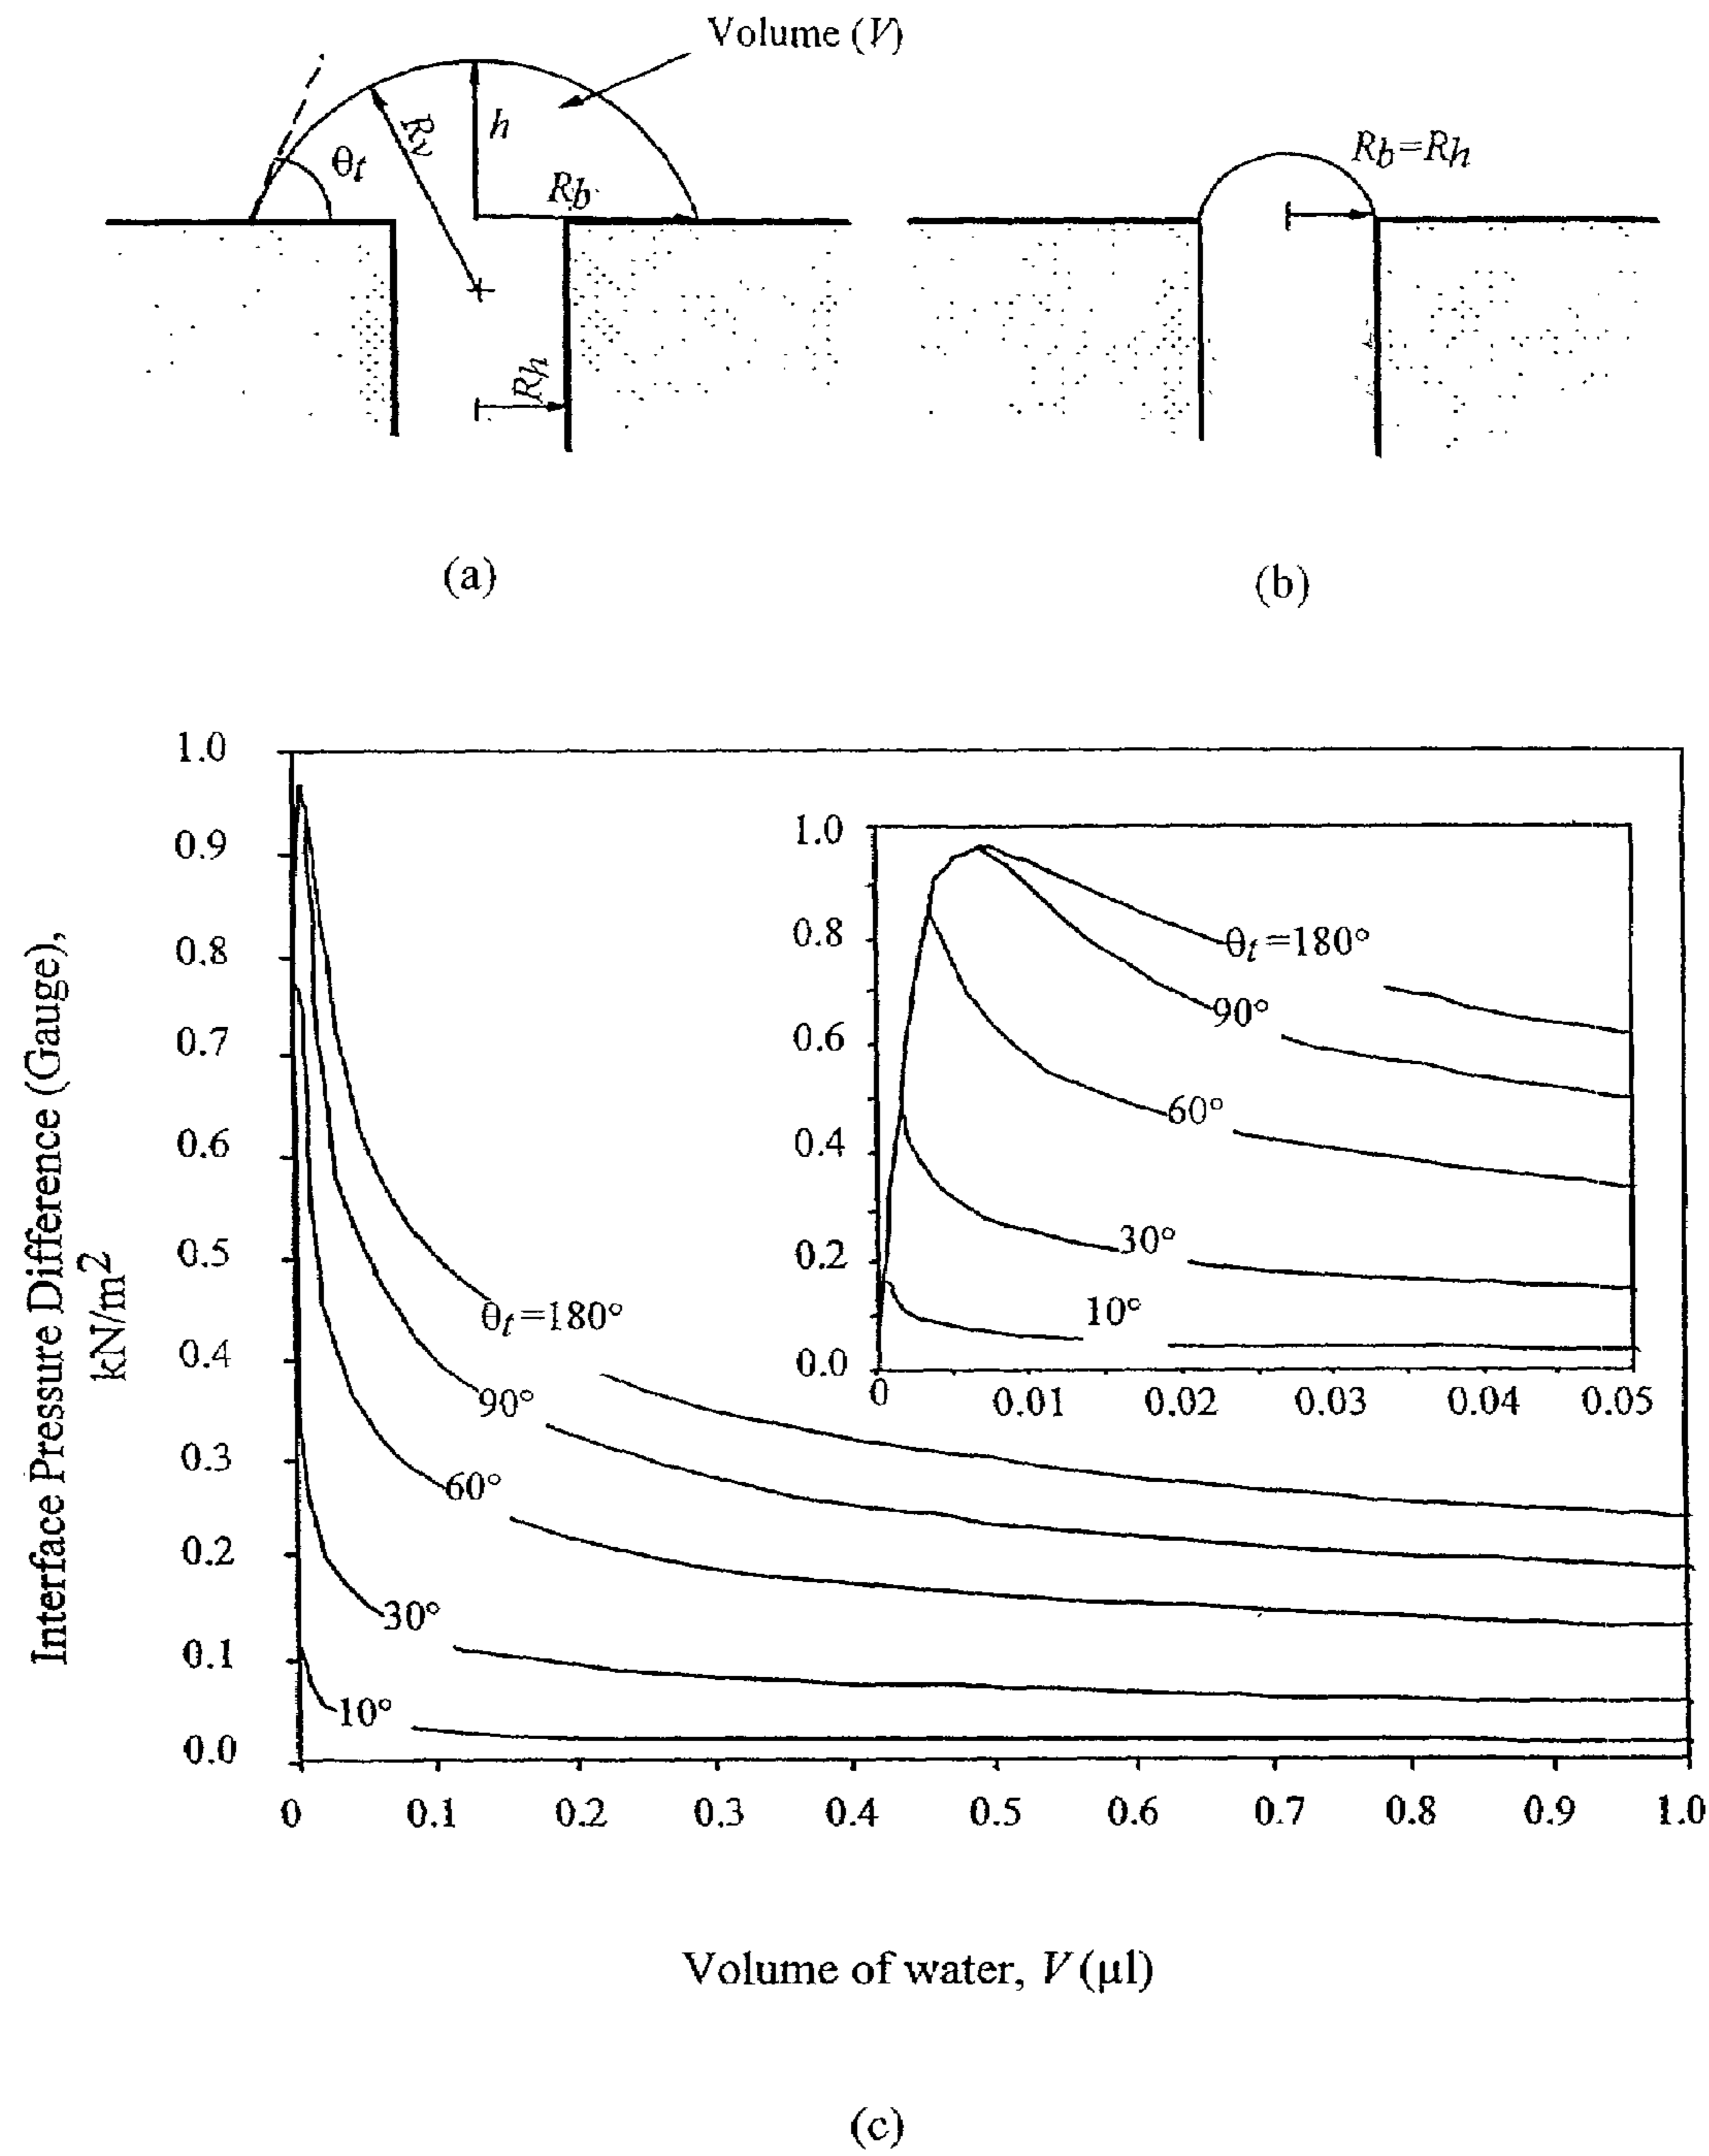 Volume (V)
θt
Rv
h
Rb
Rh
(a)
Rb=Rh
(b)
Interface Pressure Difference (Gauge),
kN/m²
1.0
0.9
0.8
0.7
0.6
0.5
0.4
0.3
0.2
0.1
0.0
θt=180°
90°
60°
30°
10°
0 0.1 0.2 0.3 0.4 0.5 0.6 0.7 0.8 0.9 1.0
1.0
0.8
0.6
0.4
0.2
0.0
θt=180°
90°
60°
30°
10°
0 0.01 0.02 0.03 0.04 0.05
Volume of water, V (μl)
(c)